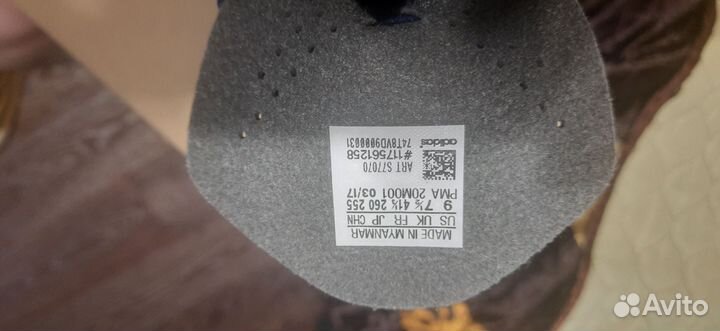 MADE IN MYANMAR
US UK FR JP CHN
9 7½ 41⅓ 260 255
PMA 20M001 03/17
ART S77070
#117561258
adidas
74T0VD9000031
Avito